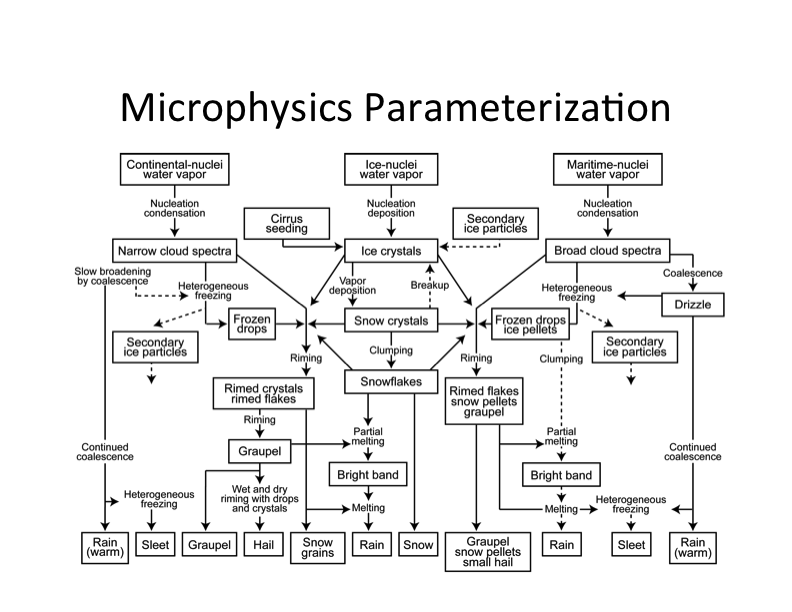 Microphysics Parameterization
Continental-nuclei
water vapor
Ice-nuclei
water vapor
Maritime-nuclei
water vapor
Nucleation
condensation
Nucleation
deposition
Nucleation
condensation
Cirrus
seeding
Secondary
ice particles
Narrow cloud spectra
Ice crystals
Broad cloud spectra
Slow broadening
by coalescence
Heterogeneous
freezing
Vapor
deposition
Breakup
Heterogeneous
freezing
Coalescence
Drizzle
Frozen
drops
Snow crystals
Frozen drops
ice pellets
Secondary
ice particles
Riming
Clumping
Riming
Clumping
Secondary
ice particles
Rimed crystals
rimed flakes
Snowflakes
Rimed flakes
snow pellets
graupel
Riming
Graupel
Partial
melting
Partial
melting
Continued
coalescence
Continued
coalescence
Bright band
Bright band
Heterogeneous
freezing
Wet and dry
riming with drops
and crystals
Melting
Melting
Heterogeneous
freezing
Rain
(warm)
Sleet
Graupel
Hail
Snow
grains
Rain
Snow
Graupel
snow pellets
small hail
Rain
Sleet
Rain
(warm)